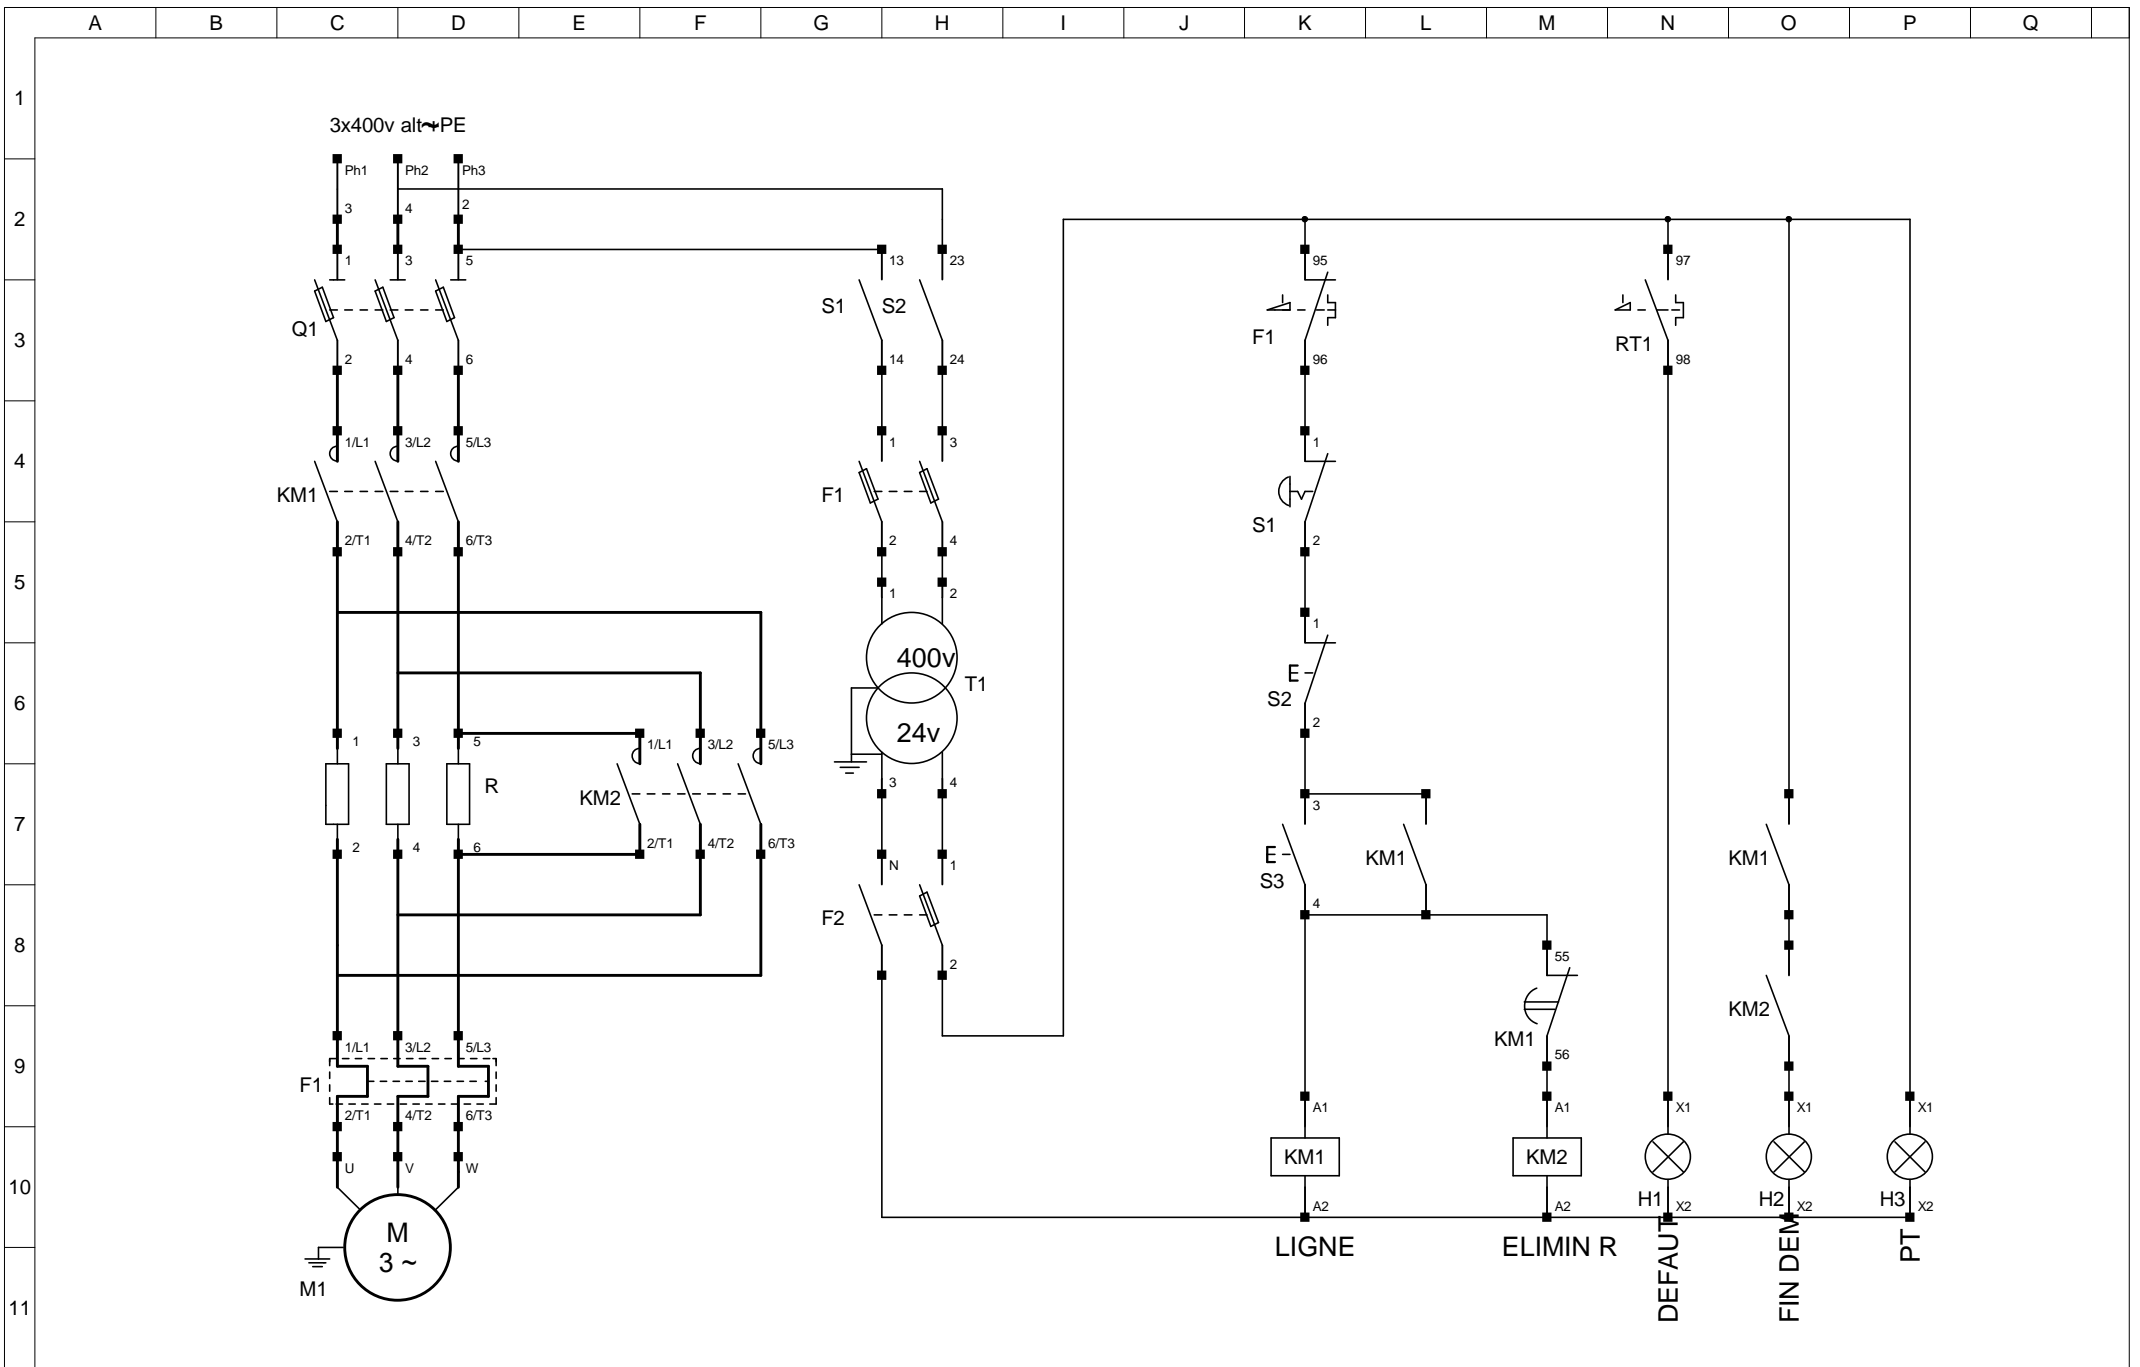 A B C D E F G H I J K L M N O P Q
1
3x400v alt~+PE
Ph1 Ph2 Ph3
2
3 4 2
1 3 5 13 23 95 97
S1 S2
3
Q1 F1 RT1
2 4 6 14 24 96 98
4
1/L1 3/L2 5/L3 1 3 1
KM1 F1
S1
2/T1 4/T2 6/T3 2 4 2
5
1 2 1
400v
T1
6
E
S2
24v
2
1 3 5 1/L1 3/L2 5/L3
3 4 3
R KM2
7
2 4 6 2/T1 4/T2 6/T3
N 1 E KM1 KM1
S3
4
8
F2
2 55
KM2
KM1
9
1/L1 3/L2 5/L3 56
F1
2/T1 4/T2 6/T3 A1 A1 X1 X1 X1
U V W KM1 KM2
10
H1 H2 H3
A2 A2 X2 X2 X2
M
3 ~
M1
LIGNE ELIMIN R DEFAUT FIN DEM PT
11